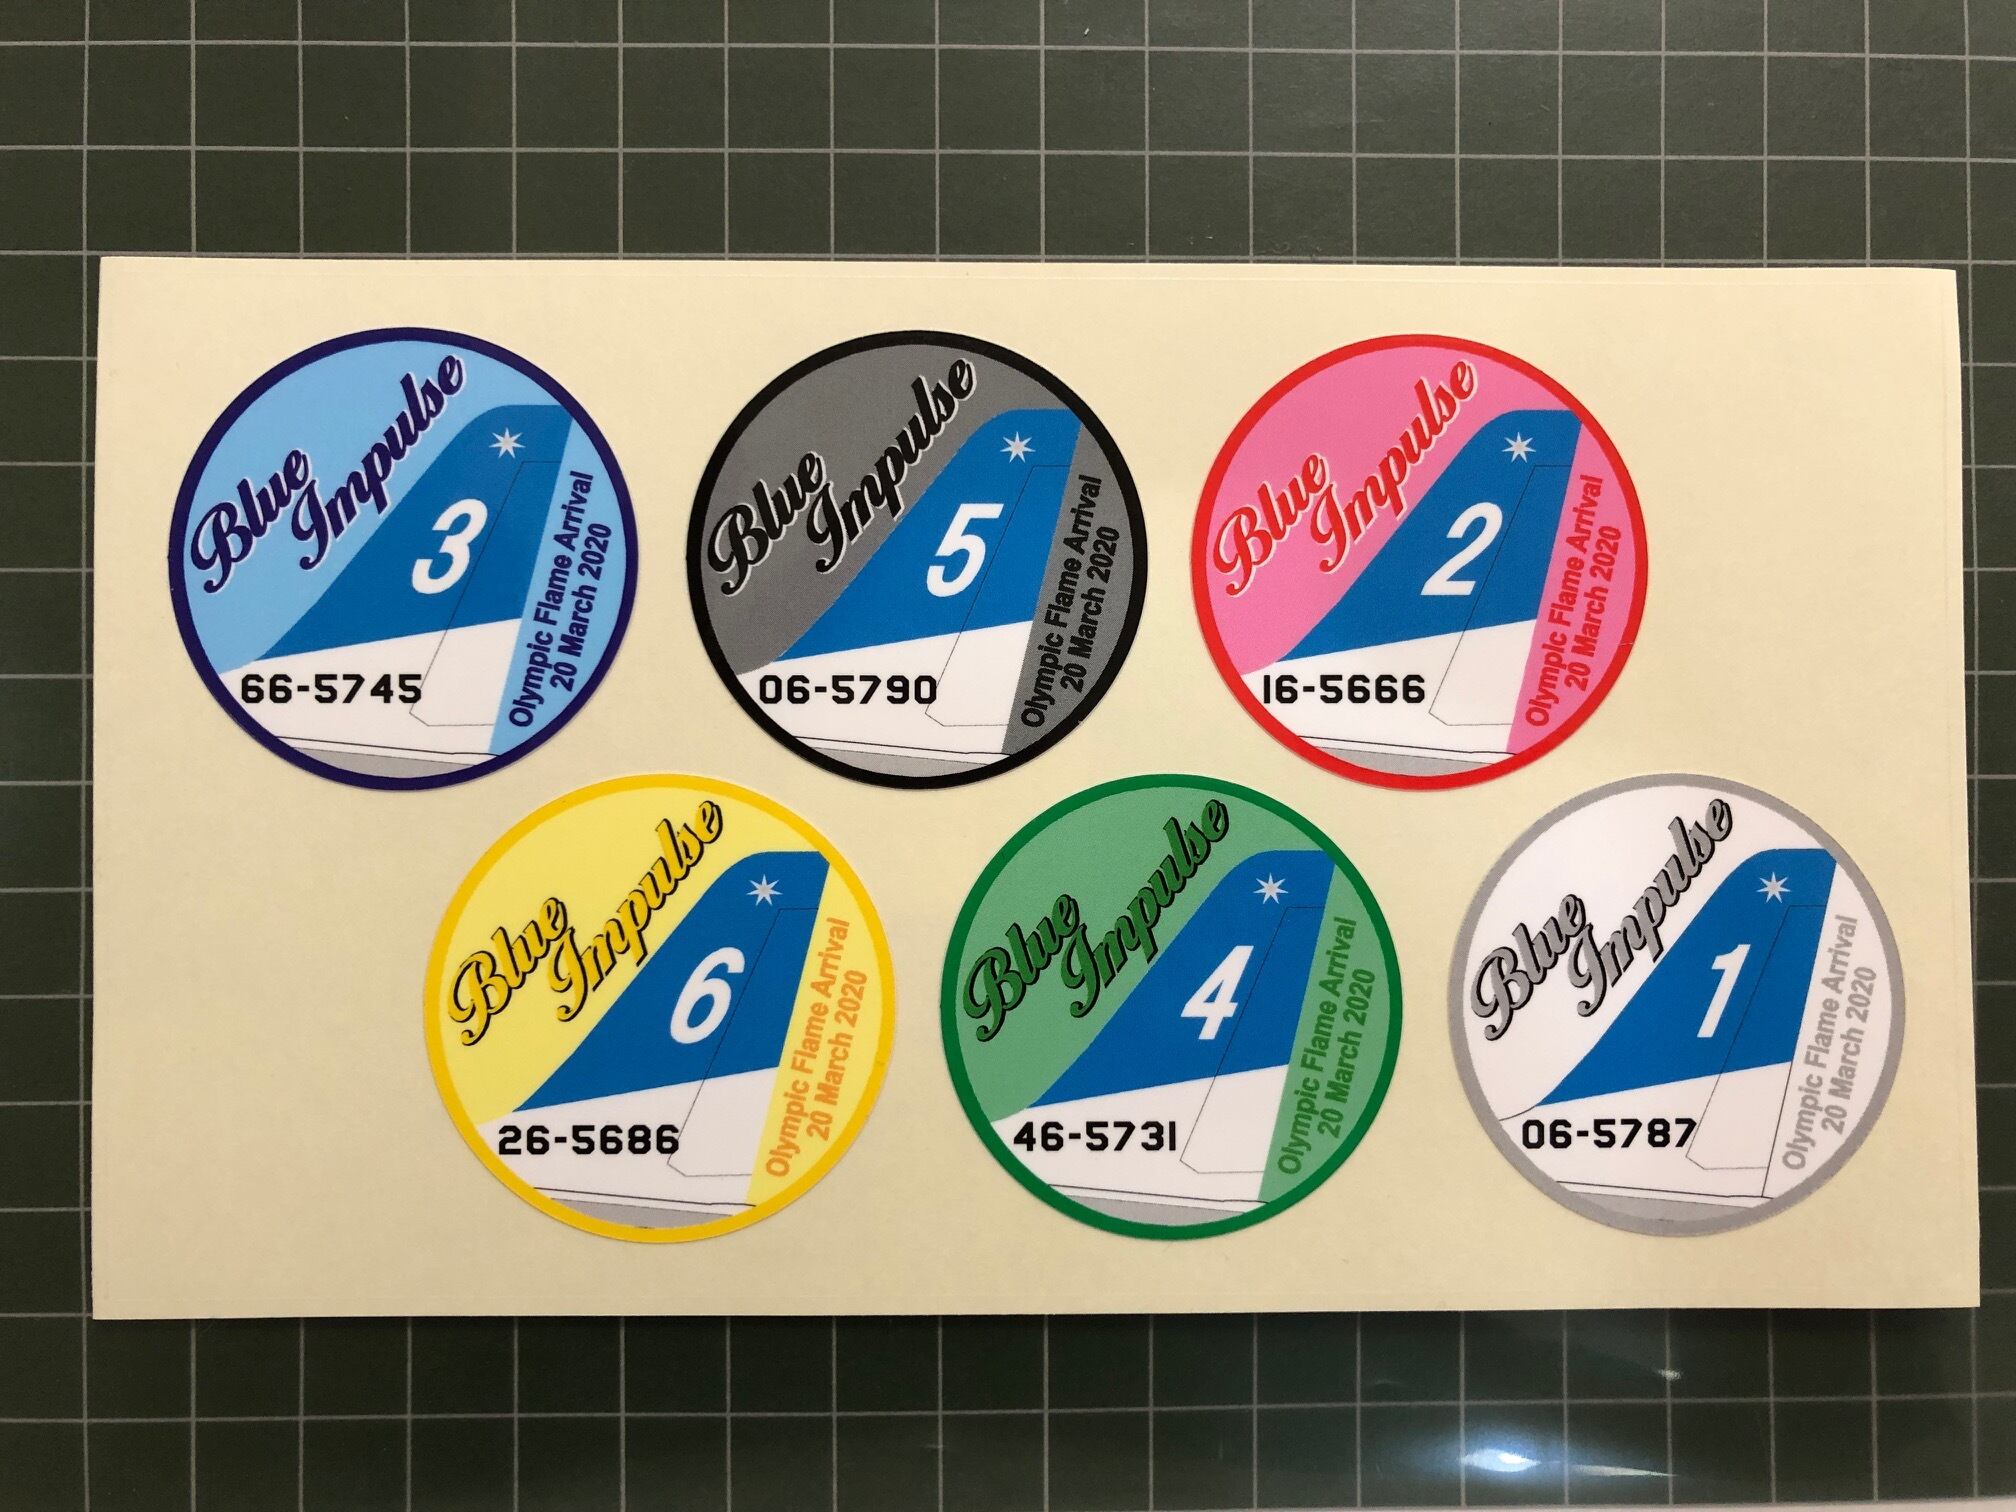 Blue
Impulse
3
66-5745
Olympic Flame Arrival
20 March 2020
Blue
Impulse
5
06-5790
Olympic Flame Arrival
20 March 2020
Blue
Impulse
2
16-5666
Olympic Flame Arrival
20 March 2020
Blue
Impulse
6
26-5686
Olympic Flame Arrival
20 March 2020
Blue
Impulse
4
46-5731
Olympic Flame Arrival
20 March 2020
Blue
Impulse
1
06-5787
Olympic Flame Arrival
20 March 2020